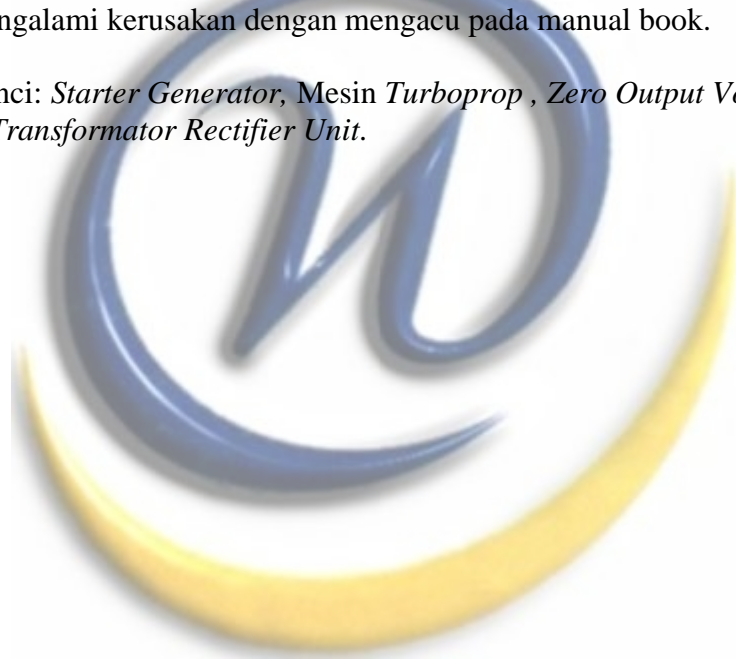 ngalami kerusakan dengan mengacu pada manual book.
nci: Starter Generator, Mesin Turboprop , Zero Output Vo
Transformator Rectifier Unit.